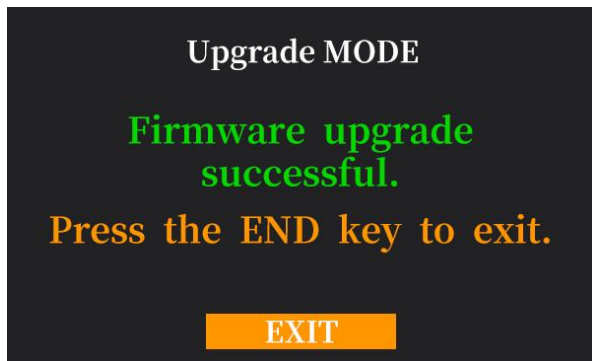 Upgrade MODE
Firmware upgrade
successful.
Press the END key to exit.
EXIT